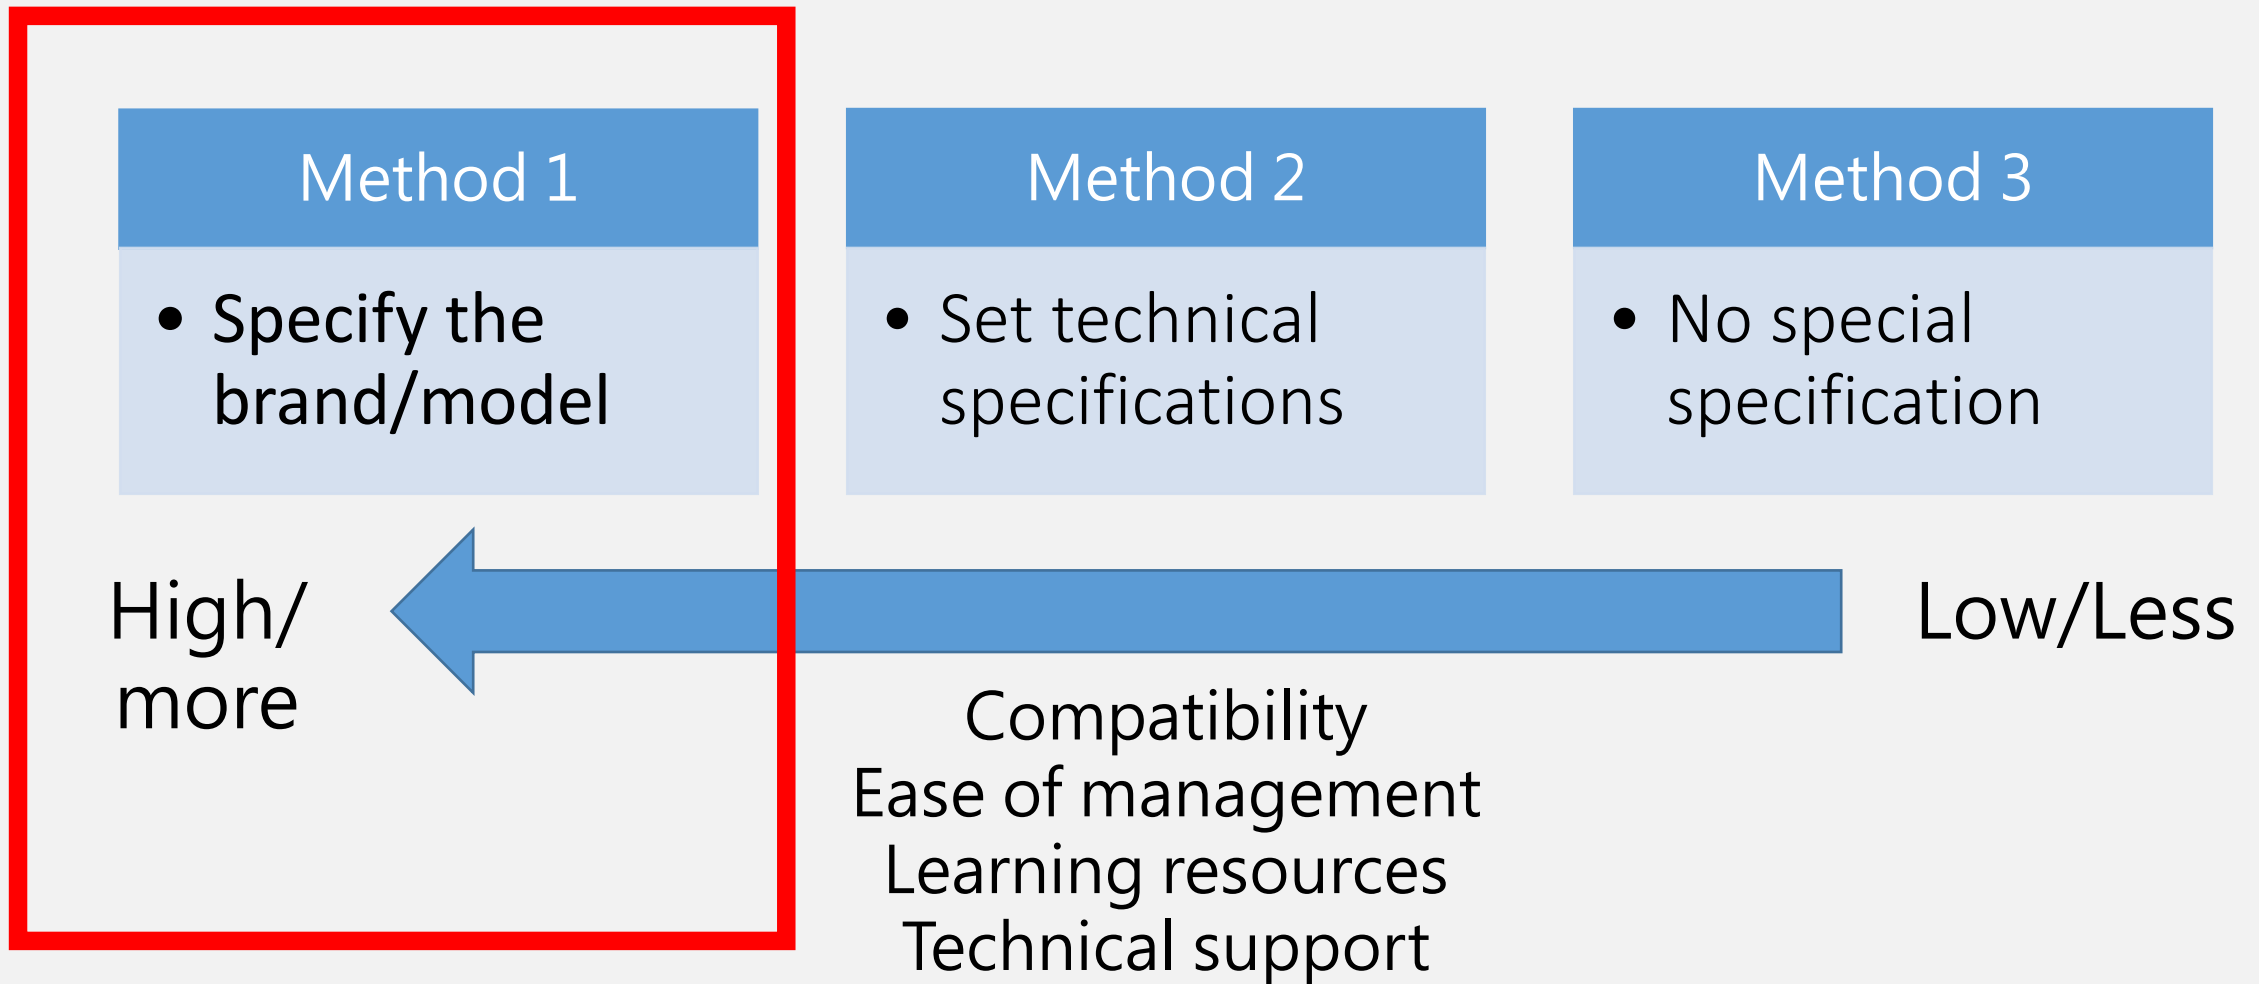 Method 1
• Specify the
brand/model
Method 2
• Set technical
specifications
Method 3
• No special
specification
High/
more
Low/Less
Compatibility
Ease of management
Learning resources
Technical support